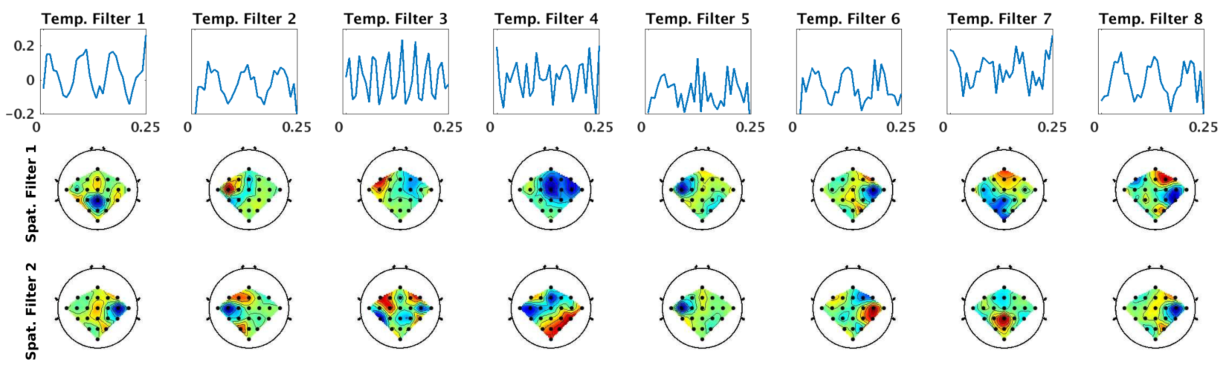 Temp. Filter 1 Temp. Filter 2 Temp. Filter 3 Temp. Filter 4 Temp. Filter 5 Temp. Filter 6 Temp. Filter 7 Temp. Filter 8
0.2
0
−0.2
0 0.25 0 0.25 0 0.25 0 0.25 0 0.25 0 0.25 0 0.25 0 0.25
Spat. Filter 1
Spat. Filter 2